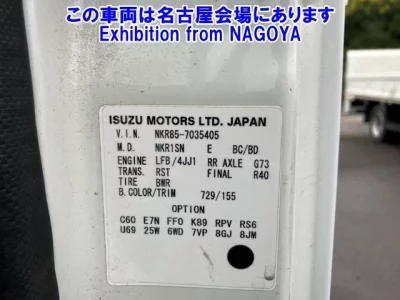 この車両は名古屋会場にあります
Exhibition from NAGOYA
ISUZU MOTORS LTD. JAPAN
V.I.N. NKR85-7035405
M.D. NKR1SN E BC/BD
ENGINE LFB/4JJ1 RR AXLE G73
TRANS. RST FINAL R40
TIRE BWR
B.COLOR/TRIM 729/155
OPTION
C60 E7N FF0 K89 RPV RS6
U69 25W 6WD 7VP 8GJ 8JM